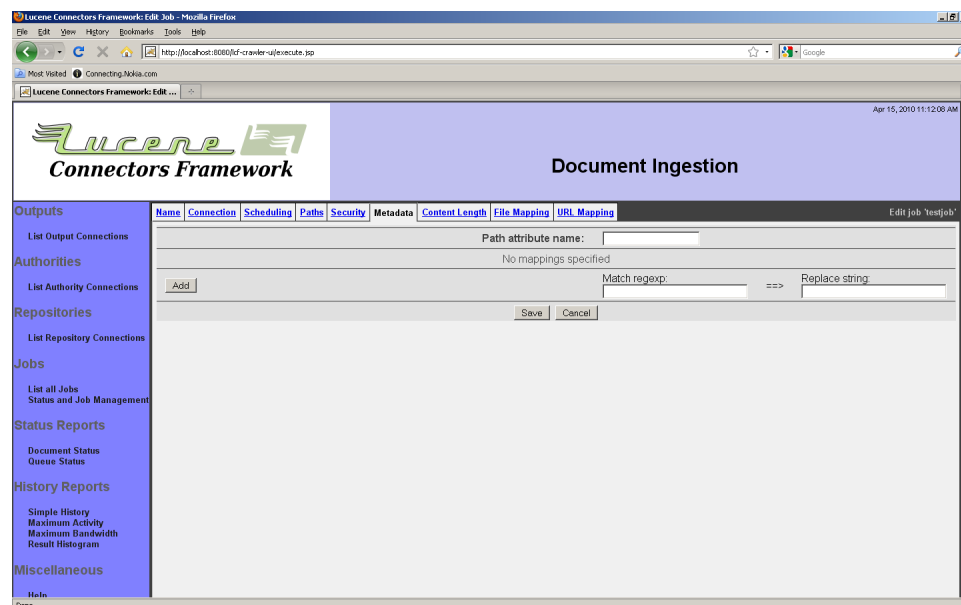 Lucene Connectors Framework: Edit Job - Mozilla Firefox
File Edit View History Bookmarks Tools Help
http://localhost:8080/lcf-crawler-ui/execute.jsp
Google
Most Visited Connecting.Nokia.com
Lucene Connectors Framework: Edit ...
Apr 15, 2010 11:12:08 AM
Lucene
Connectors Framework
Document Ingestion
Name Connection Scheduling Paths Security Metadata Content Length File Mapping URL Mapping Edit job 'testjob'
Outputs
List Output Connections
Authorities
List Authority Connections
Repositories
List Repository Connections
Jobs
List all Jobs
Status and Job Management
Status Reports
Document Status
Queue Status
History Reports
Simple History
Maximum Activity
Maximum Bandwidth
Result Histogram
Miscellaneous
Help
Path attribute name:
No mappings specified
Add
Match regexp:
==>
Replace string:
Save Cancel
Done